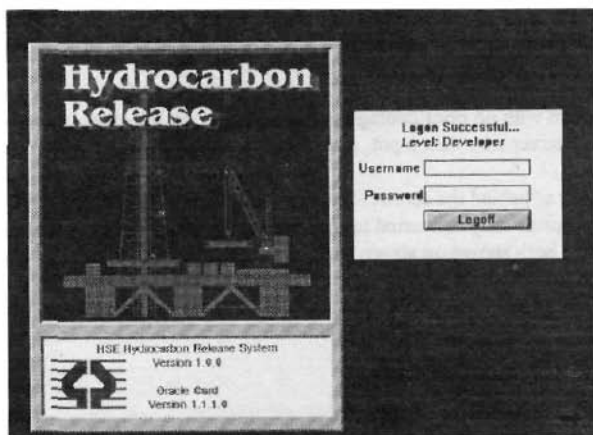 Hydrocarbon
Release
HSE Hydrocarbon Release System
Version 1.0.0
Oracle Card
Version 1.1.1.0
Logon Successful...
Level: Developer
Username
Password
Logoff